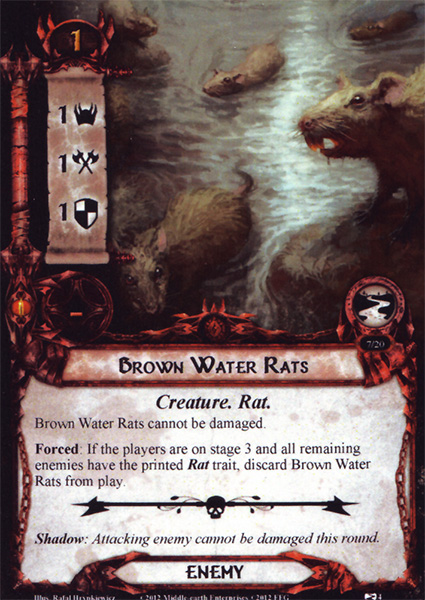 1
1
1
1
1
-
7/20
BROWN WATER RATS
Creature. Rat.
Brown Water Rats cannot be damaged.
Forced: If the players are on stage 3 and all remaining
enemies have the printed Rat trait, discard Brown Water
Rats from play.
Shadow: Attacking enemy cannot be damaged this round.
ENEMY
Illus. Rafał Hrynkiewicz • 2012 Middle-earth Enterprises • 2012 FFG 4